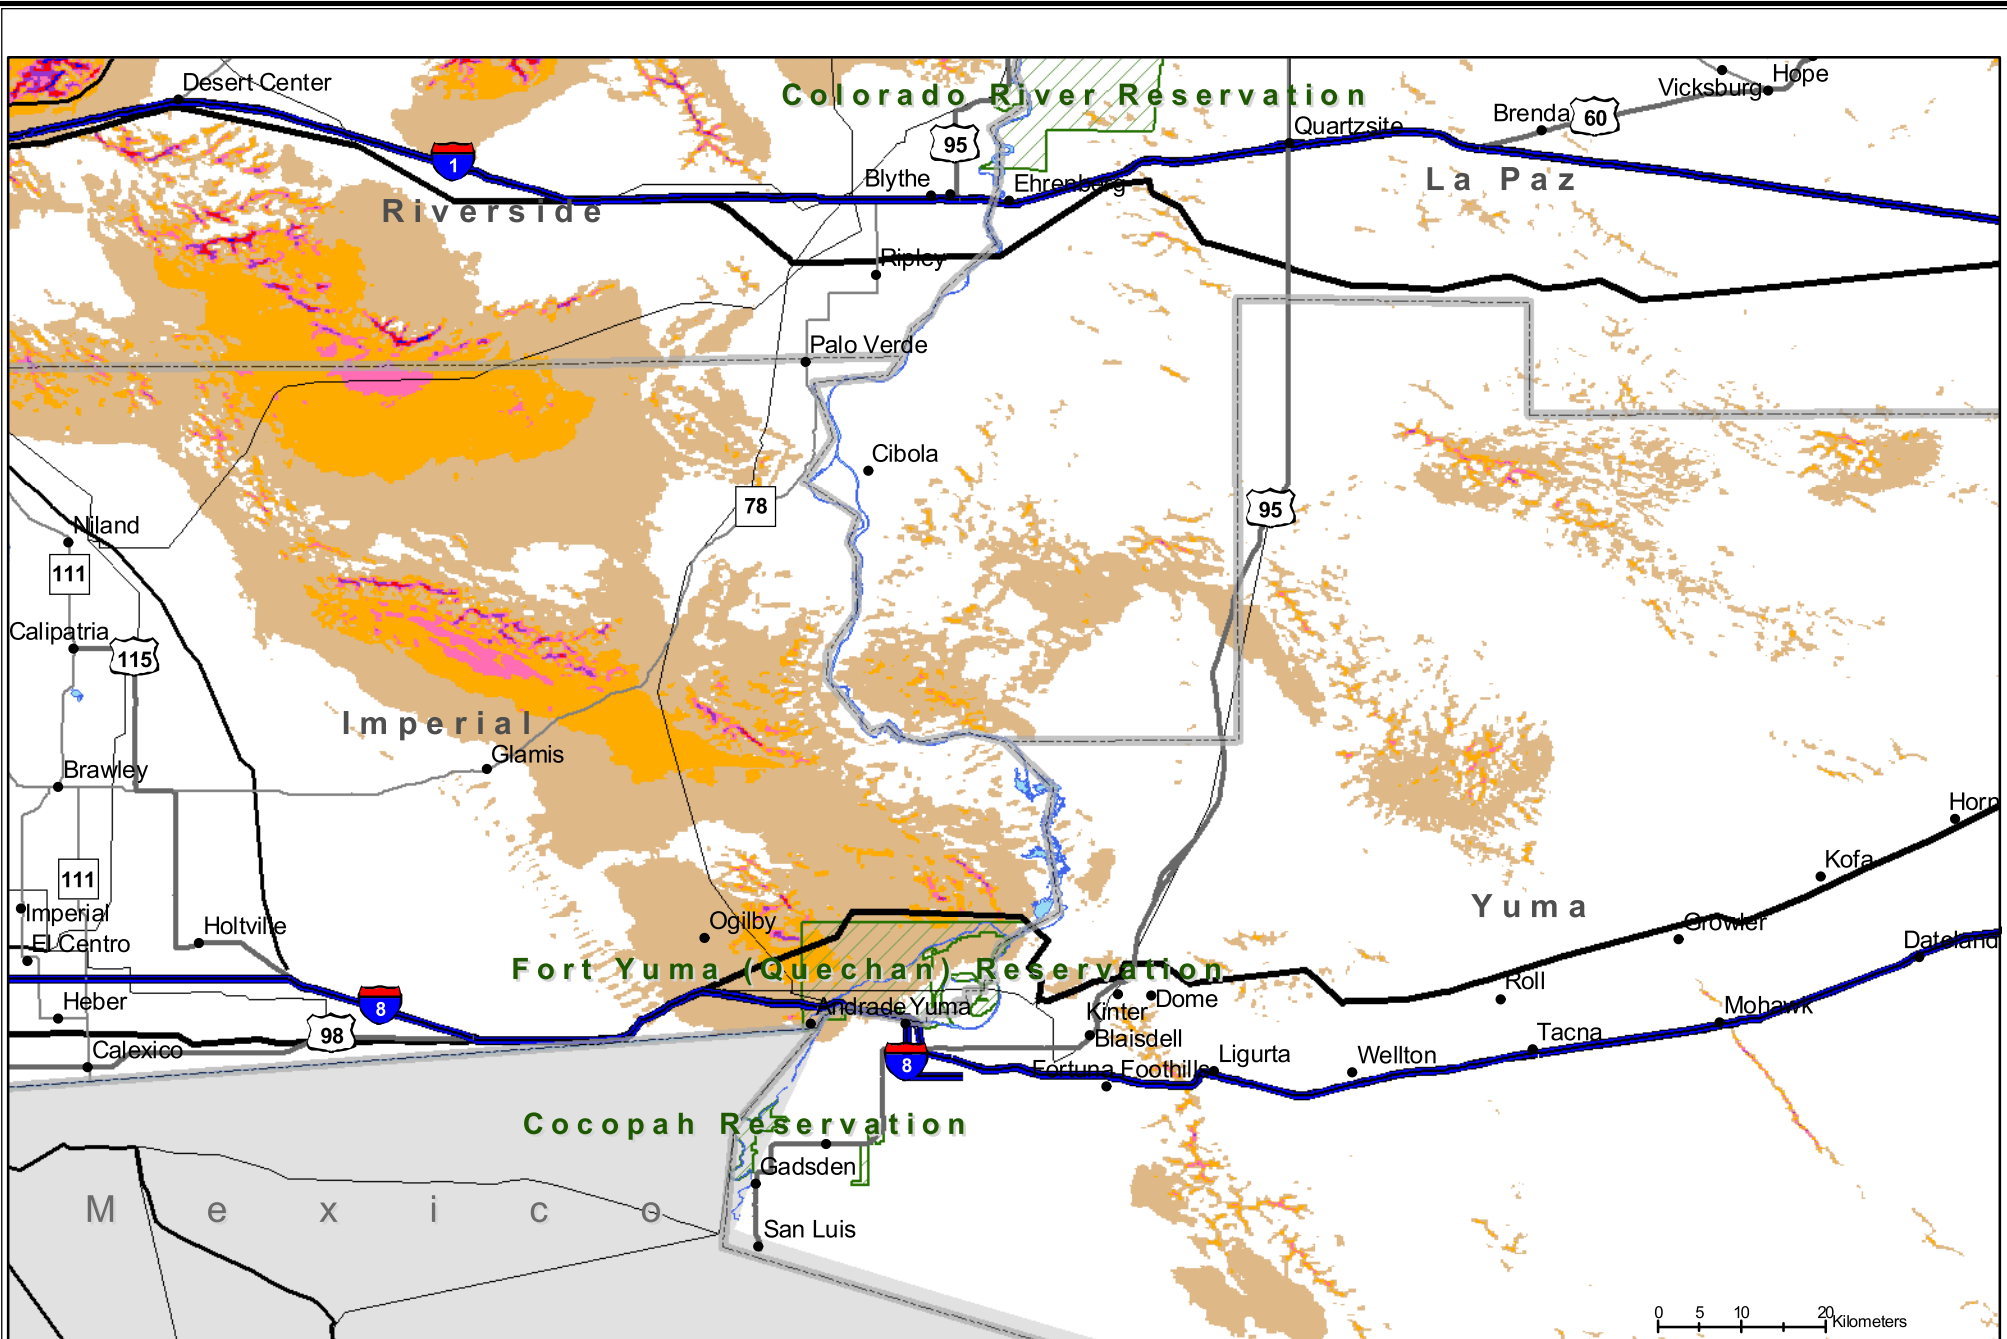 Desert Center
Colorado River Reservation
Vicksburg
Hope
Brenda
60
Quartzsite
95
1
Blythe
Ehrenberg
La Paz
Riverside
Ripley
Palo Verde
Cibola
78
95
Niland
111
Calipatria
115
Imperial
Glamis
Brawley
Horn
Kofa
111
Imperial
Holtville
Ogilby
Yuma
Growler
El Centro
Dateland
Fort Yuma (Quechan) Reservation
Heber
8
Andrade
Yuma
Kinter
Dome
Roll
Mohawk
98
Calexico
Blaisdell
Tacna
8
Fortuna Foothills
Ligurta
Wellton
Cocopah Reservation
Gadsden
Mexico
San Luis
0 5 10 20
Kilometers